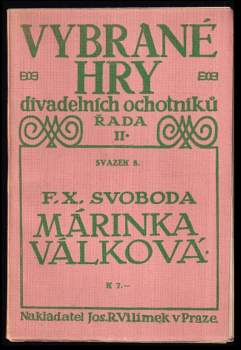 VYBRANÉ
HRY
divadelních ochotníků
ŘADA
II.
SVAZEK 8.
F. X. SVOBODA
MÁRINKA
VÁLKOVÁ.
K 7.—
Nakladatel Jos. R. Vilímek v Praze.